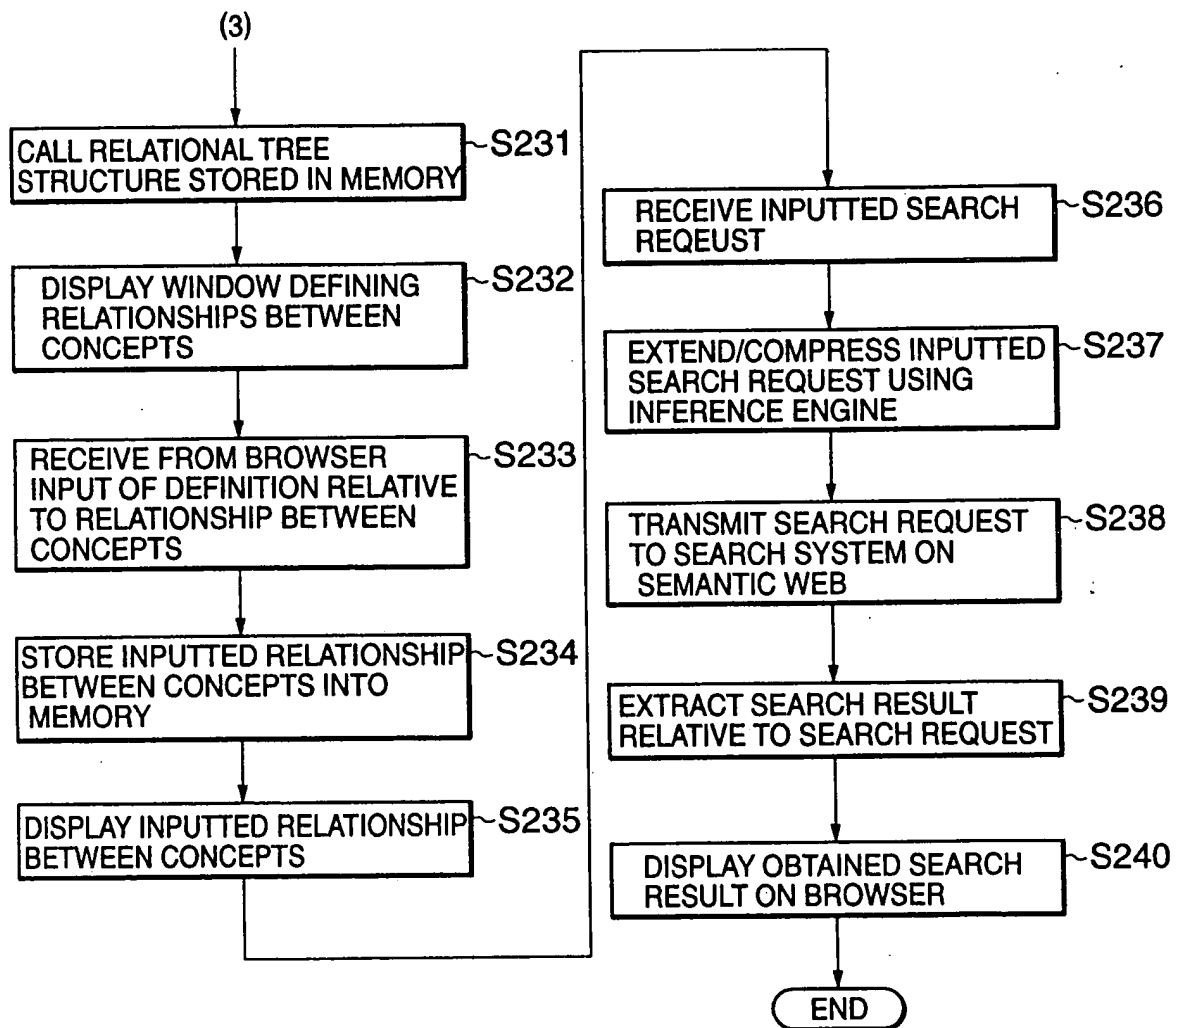 (3)
CALL RELATIONAL TREE
STRUCTURE STORED IN MEMORY
S231
DISPLAY WINDOW DEFINING
RELATIONSHIPS BETWEEN
CONCEPTS
S232
RECEIVE FROM BROWSER
INPUT OF DEFINITION RELATIVE
TO RELATIONSHIP BETWEEN
CONCEPTS
S233
STORE INPUTTED RELATIONSHIP
BETWEEN CONCEPTS INTO
MEMORY
S234
DISPLAY INPUTTED RELATIONSHIP
BETWEEN CONCEPTS
S235
RECEIVE INPUTTED SEARCH
REQEUST
S236
EXTEND/COMPRESS INPUTTED
SEARCH REQUEST USING
INFERENCE ENGINE
S237
TRANSMIT SEARCH REQUEST
TO SEARCH SYSTEM ON
SEMANTIC WEB
S238
EXTRACT SEARCH RESULT
RELATIVE TO SEARCH REQUEST
S239
DISPLAY OBTAINED SEARCH
RESULT ON BROWSER
S240
END